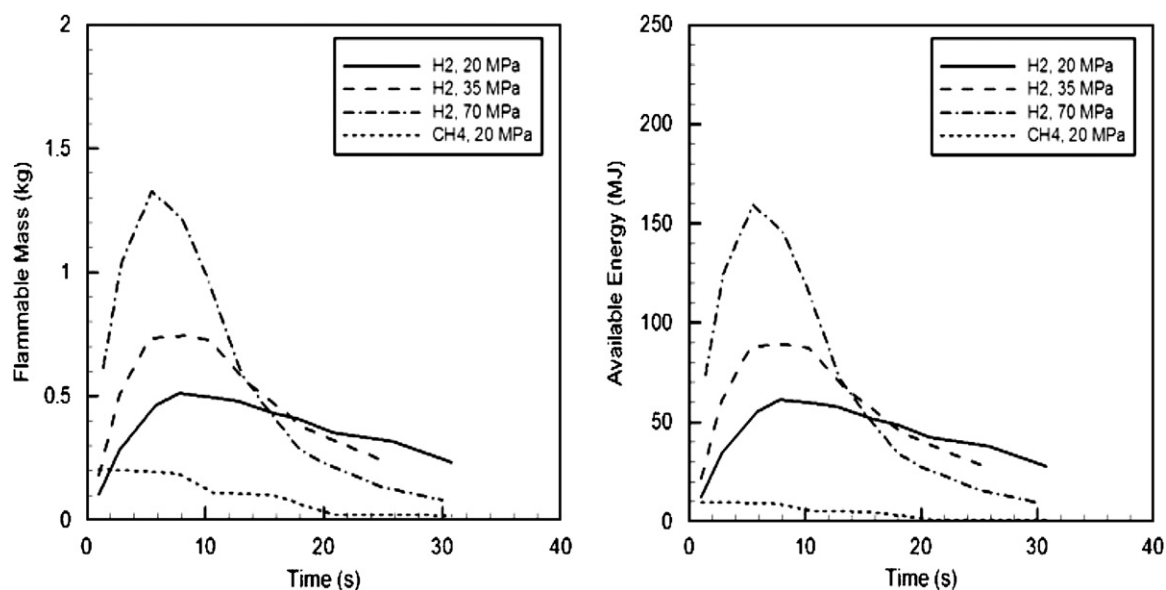 2
1.5
1
0.5
0
Flammable Mass (kg)
H2, 20 MPa
H2, 35 MPa
H2, 70 MPa
CH4, 20 MPa
0 10 20 30 40
Time (s)
250
200
150
100
50
0
Available Energy (MJ)
H2, 20 MPa
H2, 35 MPa
H2, 70 MPa
CH4, 20 MPa
0 10 20 30 40
Time (s)